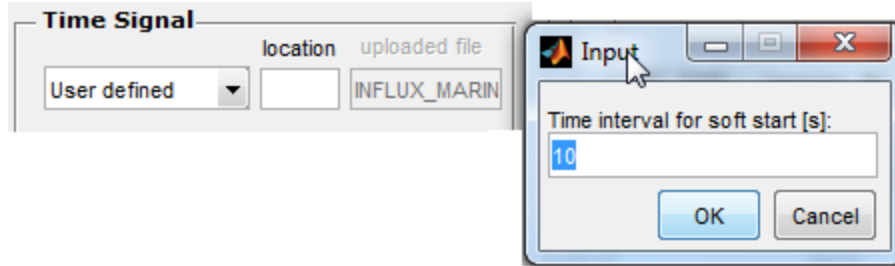 Time Signal
location uploaded file
User defined INFLUX_MARIN
Input
Time interval for soft start [s]:
10
OK Cancel